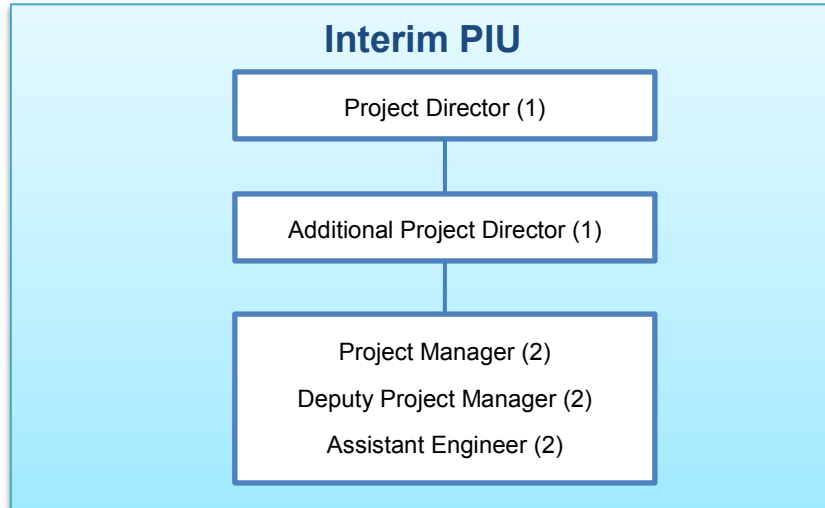 Interim PIU
Project Director (1)
Additional Project Director (1)
Project Manager (2)
Deputy Project Manager (2)
Assistant Engineer (2)